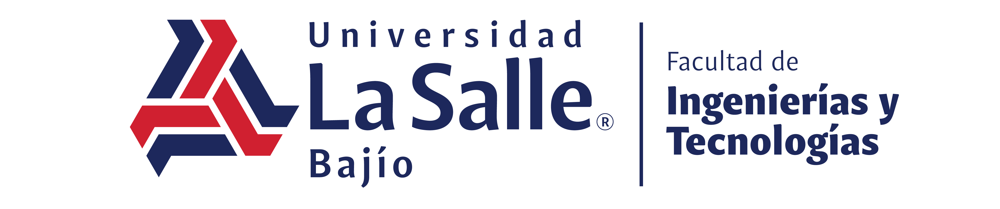 Universidad
La Salle®
Bajío
Facultad de
Ingenierías y
Tecnologías